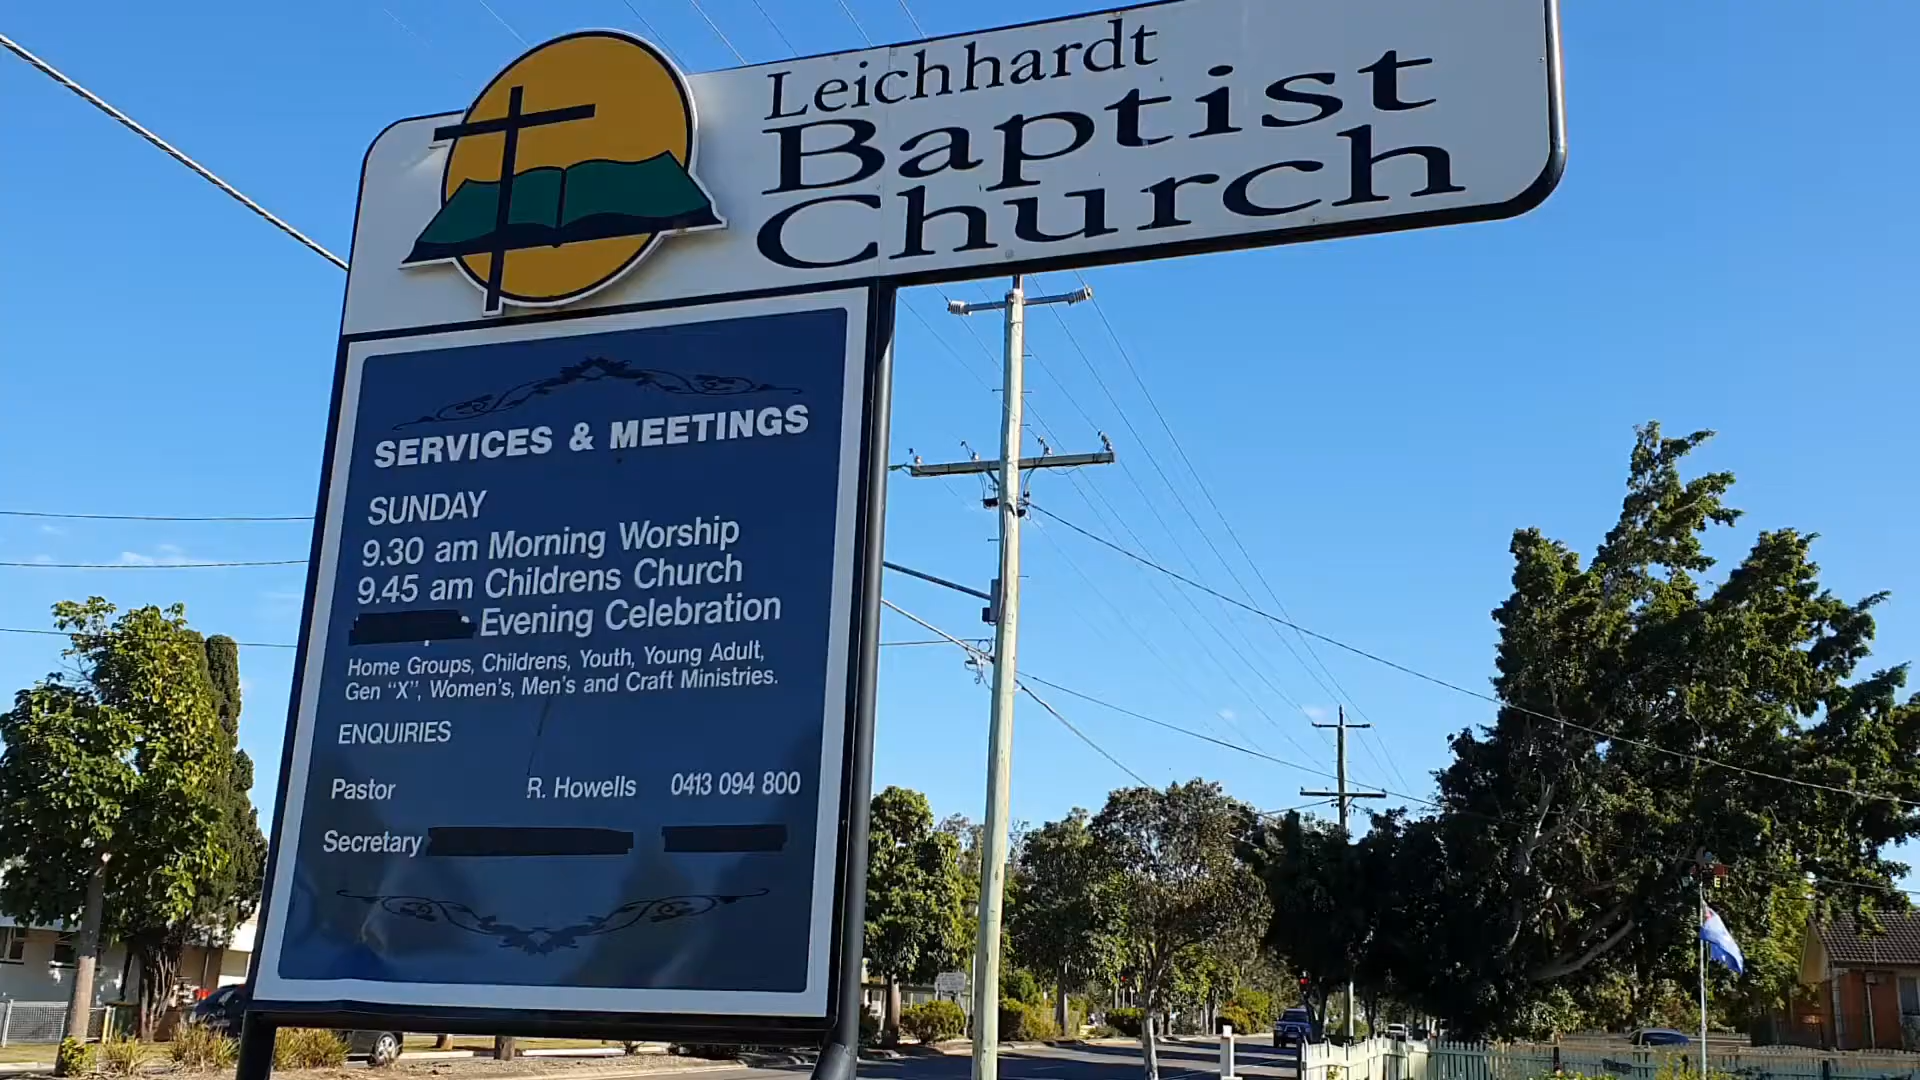 Leichhardt
Baptist
Church
SERVICES & MEETINGS
SUNDAY
9.30 am Morning Worship
9.45 am Childrens Church
Evening Celebration
Home Groups, Childrens, Youth, Young Adult,
Gen "X", Women's, Men's and Craft Ministries.
ENQUIRIES
Pastor R. Howells 0413 094 800
Secretary